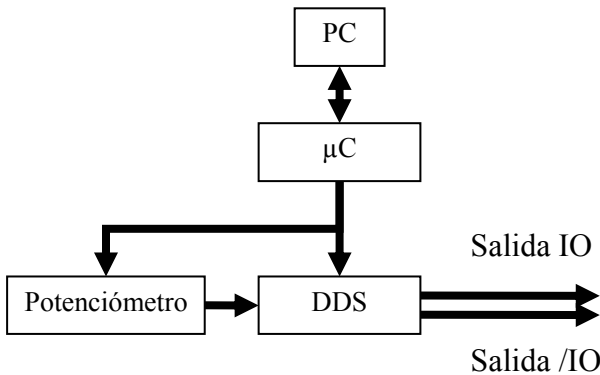 PC
µC
Salida IO
Potenciómetro
DDS
Salida /IO